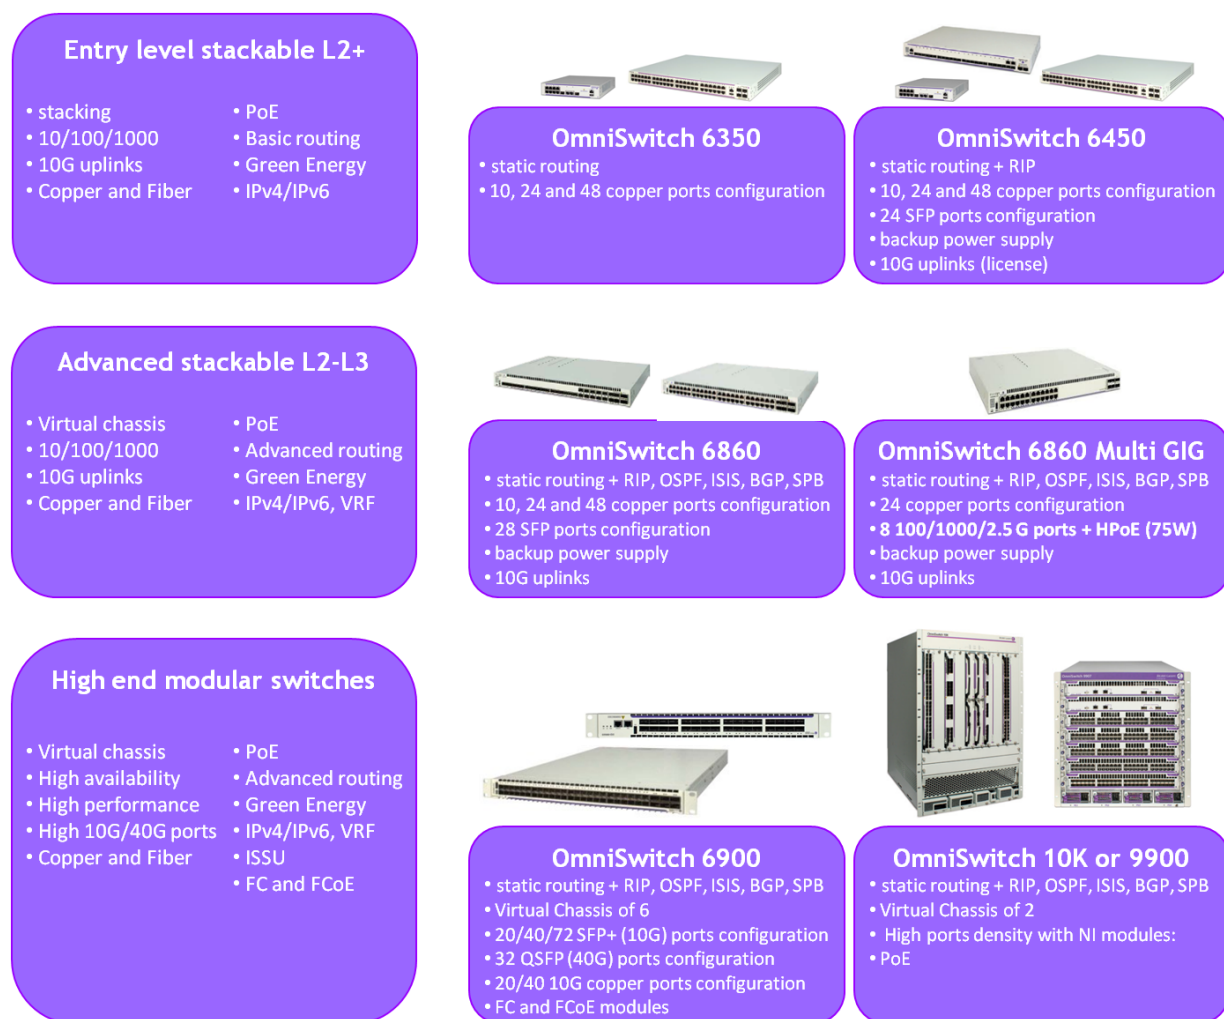 Entry level stackable L2+
• stacking
• 10/100/1000
• 10G uplinks
• Copper and Fiber
• PoE
• Basic routing
• Green Energy
• IPv4/IPv6
OmniSwitch 6350
• static routing
• 10, 24 and 48 copper ports configuration
OmniSwitch 6450
• static routing + RIP
• 10, 24 and 48 copper ports configuration
• 24 SFP ports configuration
• backup power supply
• 10G uplinks (license)
Advanced stackable L2-L3
• Virtual chassis
• 10/100/1000
• 10G uplinks
• Copper and Fiber
• PoE
• Advanced routing
• Green Energy
• IPv4/IPv6, VRF
OmniSwitch 6860
• static routing + RIP, OSPF, ISIS, BGP, SPB
• 10, 24 and 48 copper ports configuration
• 28 SFP ports configuration
• backup power supply
• 10G uplinks
OmniSwitch 6860 Multi GIG
• static routing + RIP, OSPF, ISIS, BGP, SPB
• 24 copper ports configuration
• 8 100/1000/2.5 G ports + HPoE (75W)
• backup power supply
• 10G uplinks
High end modular switches
• Virtual chassis
• High availability
• High performance
• High 10G/40G ports
• Copper and Fiber
• PoE
• Advanced routing
• Green Energy
• IPv4/IPv6, VRF
• ISSU
• FC and FCoE
OmniSwitch 6900
• static routing + RIP, OSPF, ISIS, BGP, SPB
• Virtual Chassis of 6
• 20/40/72 SFP+ (10G) ports configuration
• 32 QSFP (40G) ports configuration
• 20/40 10G copper ports configuration
• FC and FCoE modules
OmniSwitch 10K or 9900
• static routing + RIP, OSPF, ISIS, BGP, SPB
• Virtual Chassis of 2
• High ports density with NI modules:
• PoE